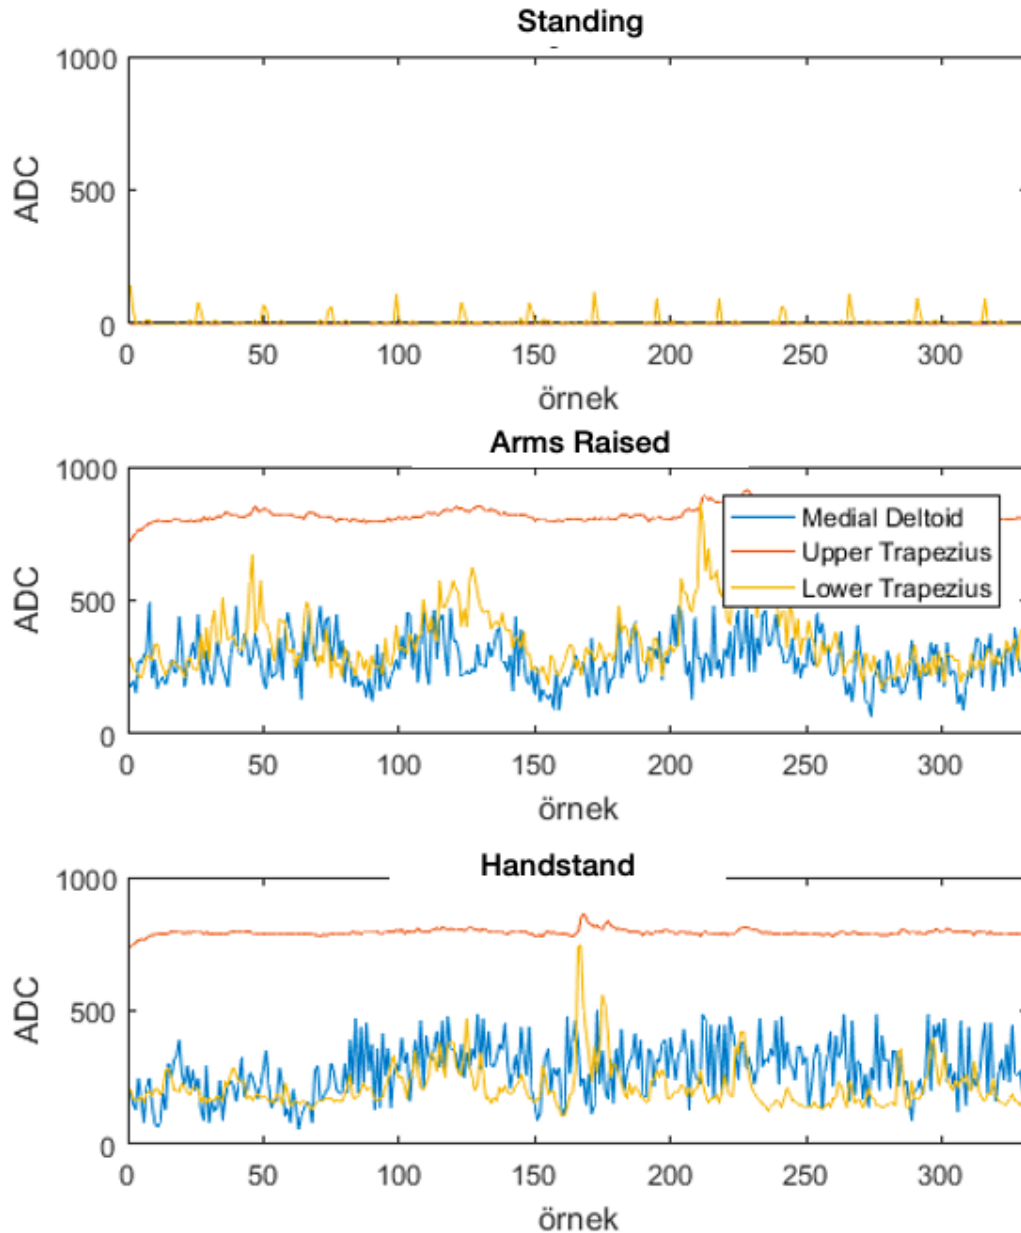 Standing
1000
500
0
ADC
0 50 100 150 200 250 300
örnek
Arms Raised
1000
500
0
ADC
Medial Deltoid
Upper Trapezius
Lower Trapezius
0 50 100 150 200 250 300
örnek
Handstand
1000
500
0
ADC
0 50 100 150 200 250 300
örnek